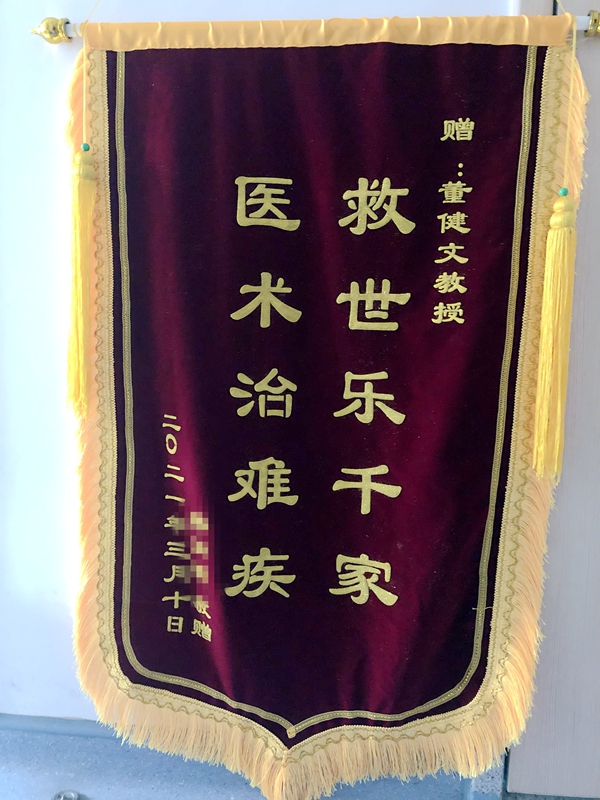 赠：董健文教授
救世乐千家
医术治难疾
敬赠
二〇二一年三月十日